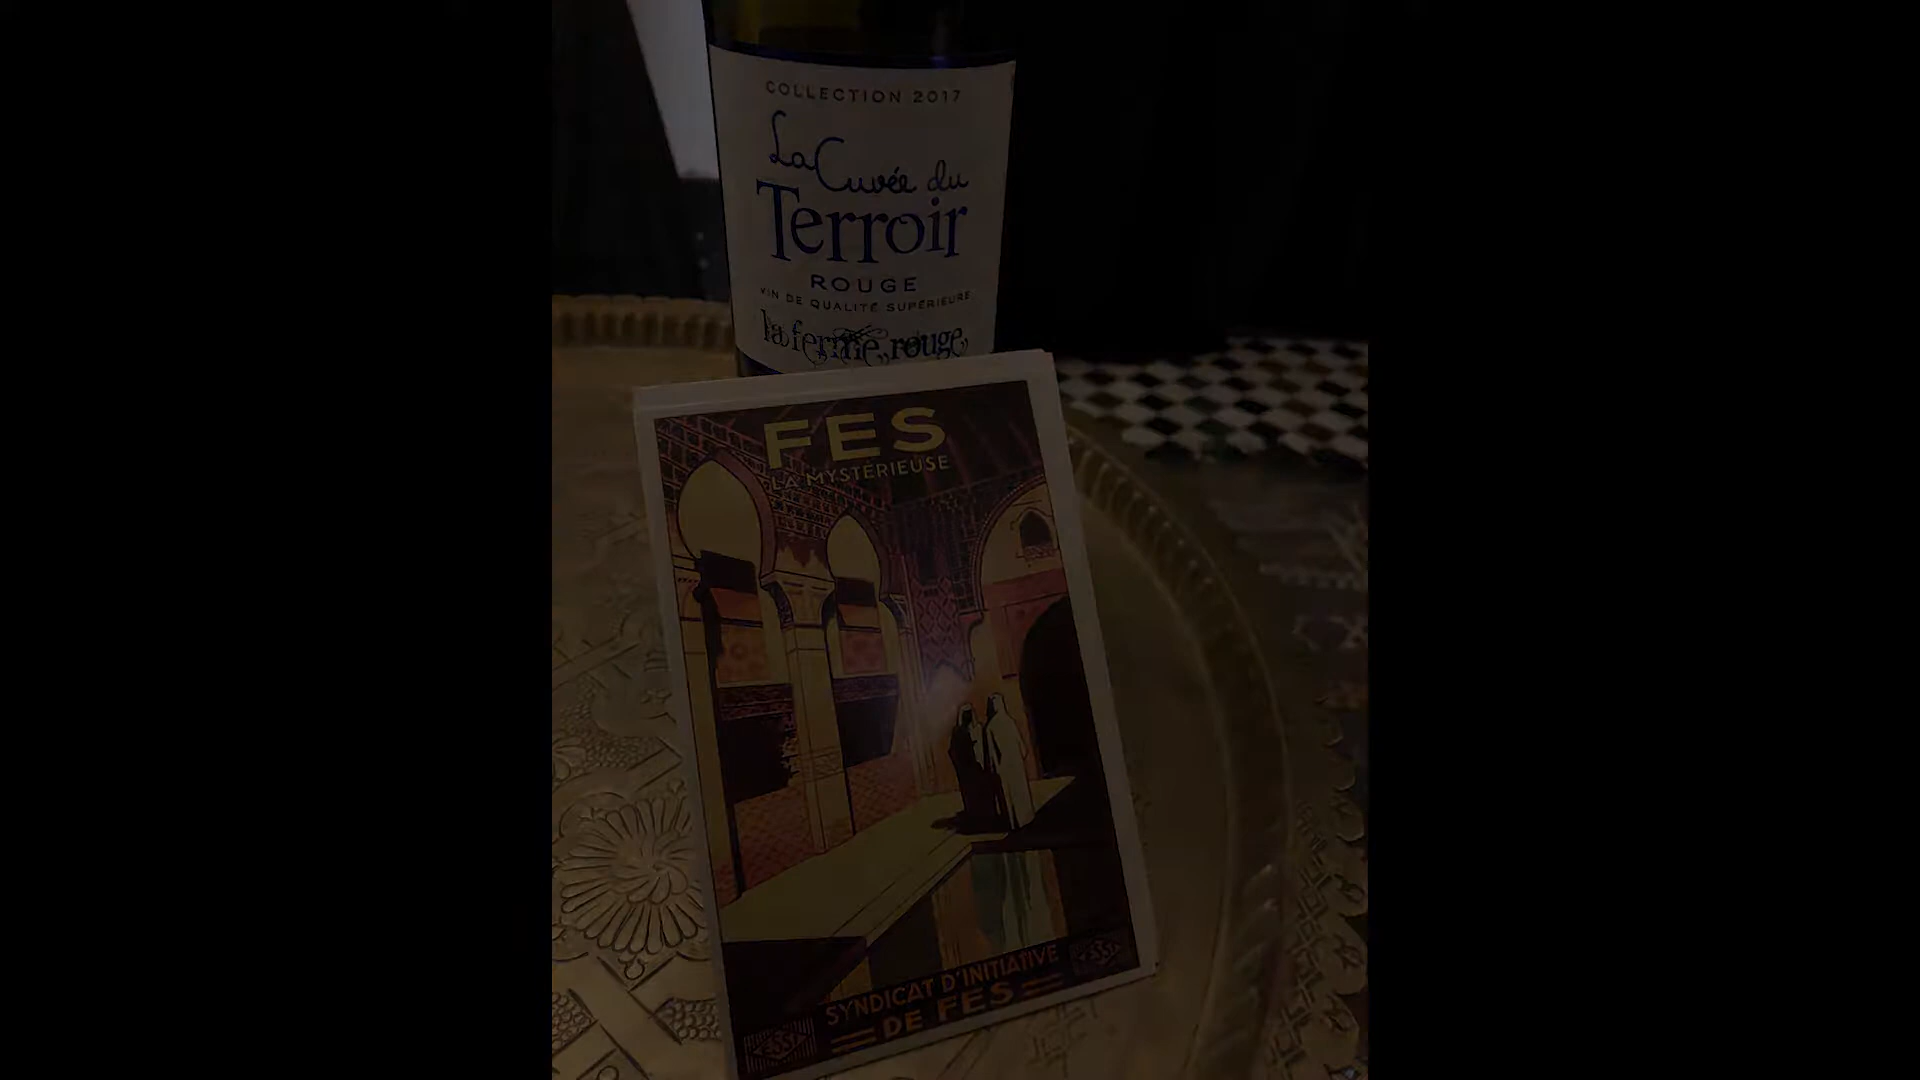 COLLECTION 2017
La Cuvée du
Terroir
ROUGE
VIN DE QUALITÉ SUPÉRIEURE
la ferme rouge
FES
LA MYSTÉRIEUSE
SYNDICAT D'INITIATIVE
DE FES